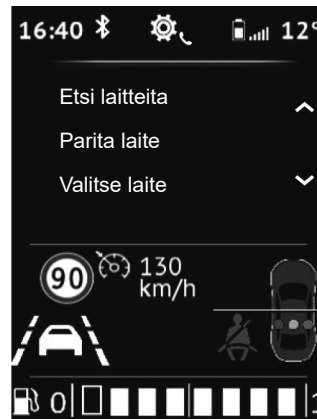 16:40 12°
Etsi laitteita
Parita laite
Valitse laite
90 130
km/h
0